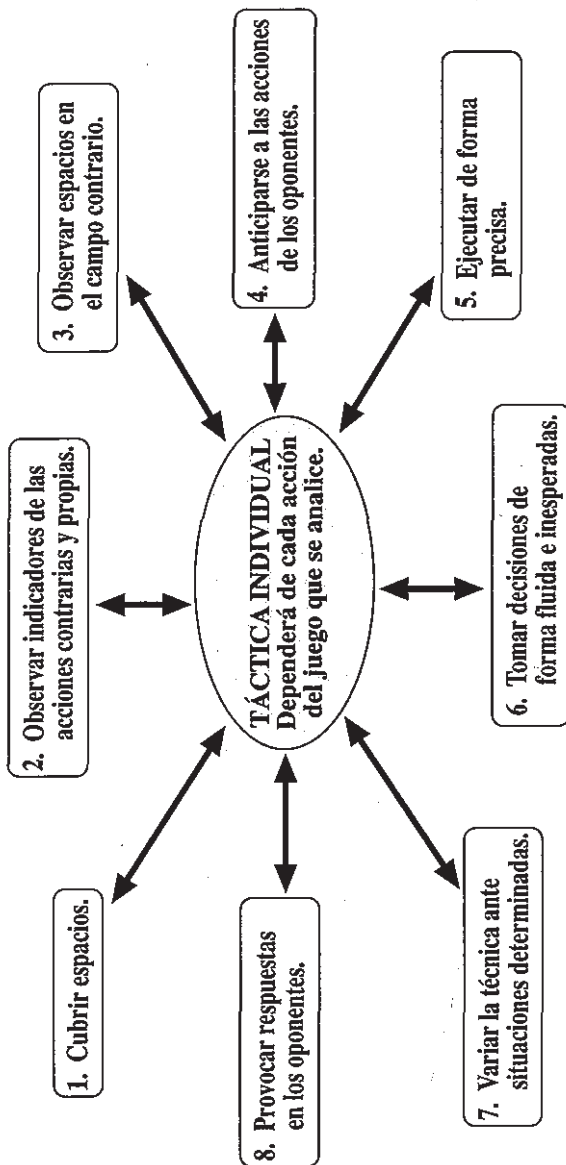 1. Cubrir espacios.
2. Observar indicadores de las
acciones contrarias y propias.
3. Observar espacios en
el campo contrario.
8. Provocar respuestas
en los oponentes.
TÁCTICA INDIVIDUAL
Dependerá de cada acción
del juego que se analice.
4. Anticiparse a las acciones
de los oponentes.
7. Variar la técnica ante
situaciones determinadas.
6. Tomar decisiones de
forma fluida e inesperadas.
5. Ejecutar de forma
precisa.